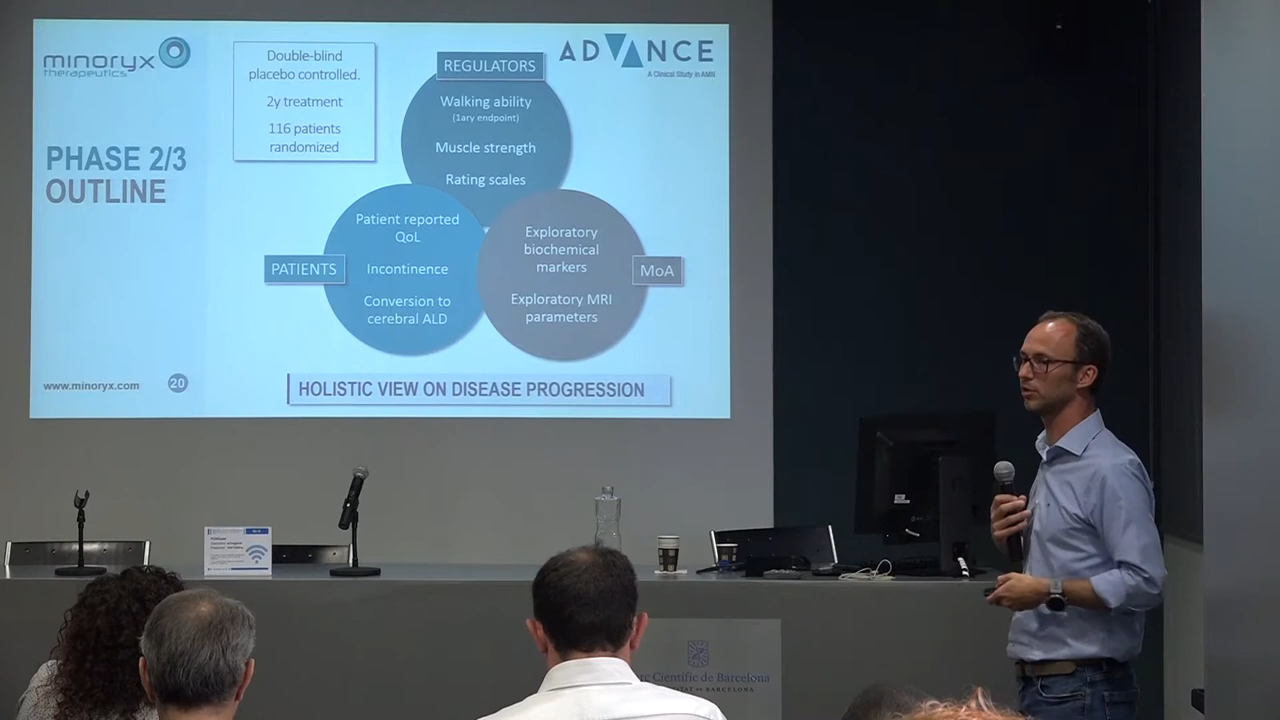 minoryx
therapeutics
PHASE 2/3
OUTLINE
www.minoryx.com
20
Double-blind
placebo controlled.
2y treatment
116 patients
randomized
ADVANCE
A Clinical Study in AMN
REGULATORS
Walking ability
(1ary endpoint)
Muscle strength
Rating scales
PATIENTS
Patient reported
QoL
Incontinence
Conversion to
cerebral ALD
Exploratory
biochemical
markers
Exploratory MRI
parameters
MoA
HOLISTIC VIEW ON DISEASE PROGRESSION
Científic de Barcelona
DE BARCELONA